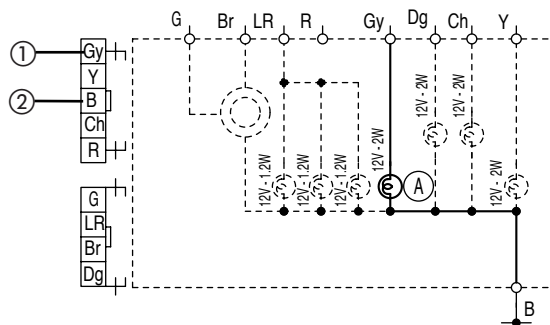 G Br LR R Gy Dg Ch Y
① Gy
Y
② B
Ch
R
12V - 2W
12V - 2W
12V - 2W
12V - 1.2W
12V - 1.2W
12V - 1.2W
A
12V - 2W
G
LR
Br
Dg
B